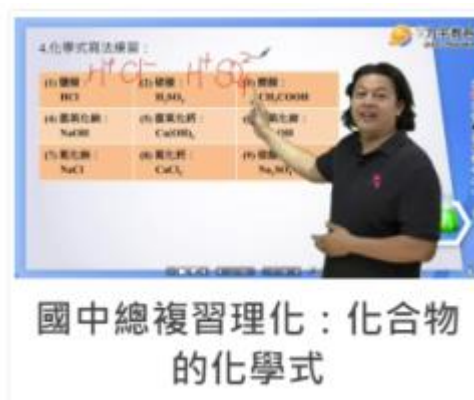 4.化學式寫法練習：
(1) 鹽酸：
HCl
(2) 硫酸：
H₂SO₄
(3) 醋酸：
CH₃COOH
(4) 氫氧化鈉：
NaOH
(5) 氫氧化鈣：
Ca(OH)₂
OH
(7) 氯化鈉：
NaCl
(8) 氯化鈣：
CaCl₂
(9)
Na₂SO₄
H⁺ Cl⁻
H⁺ SO₄²⁻
國中總複習理化：化合物
的化學式